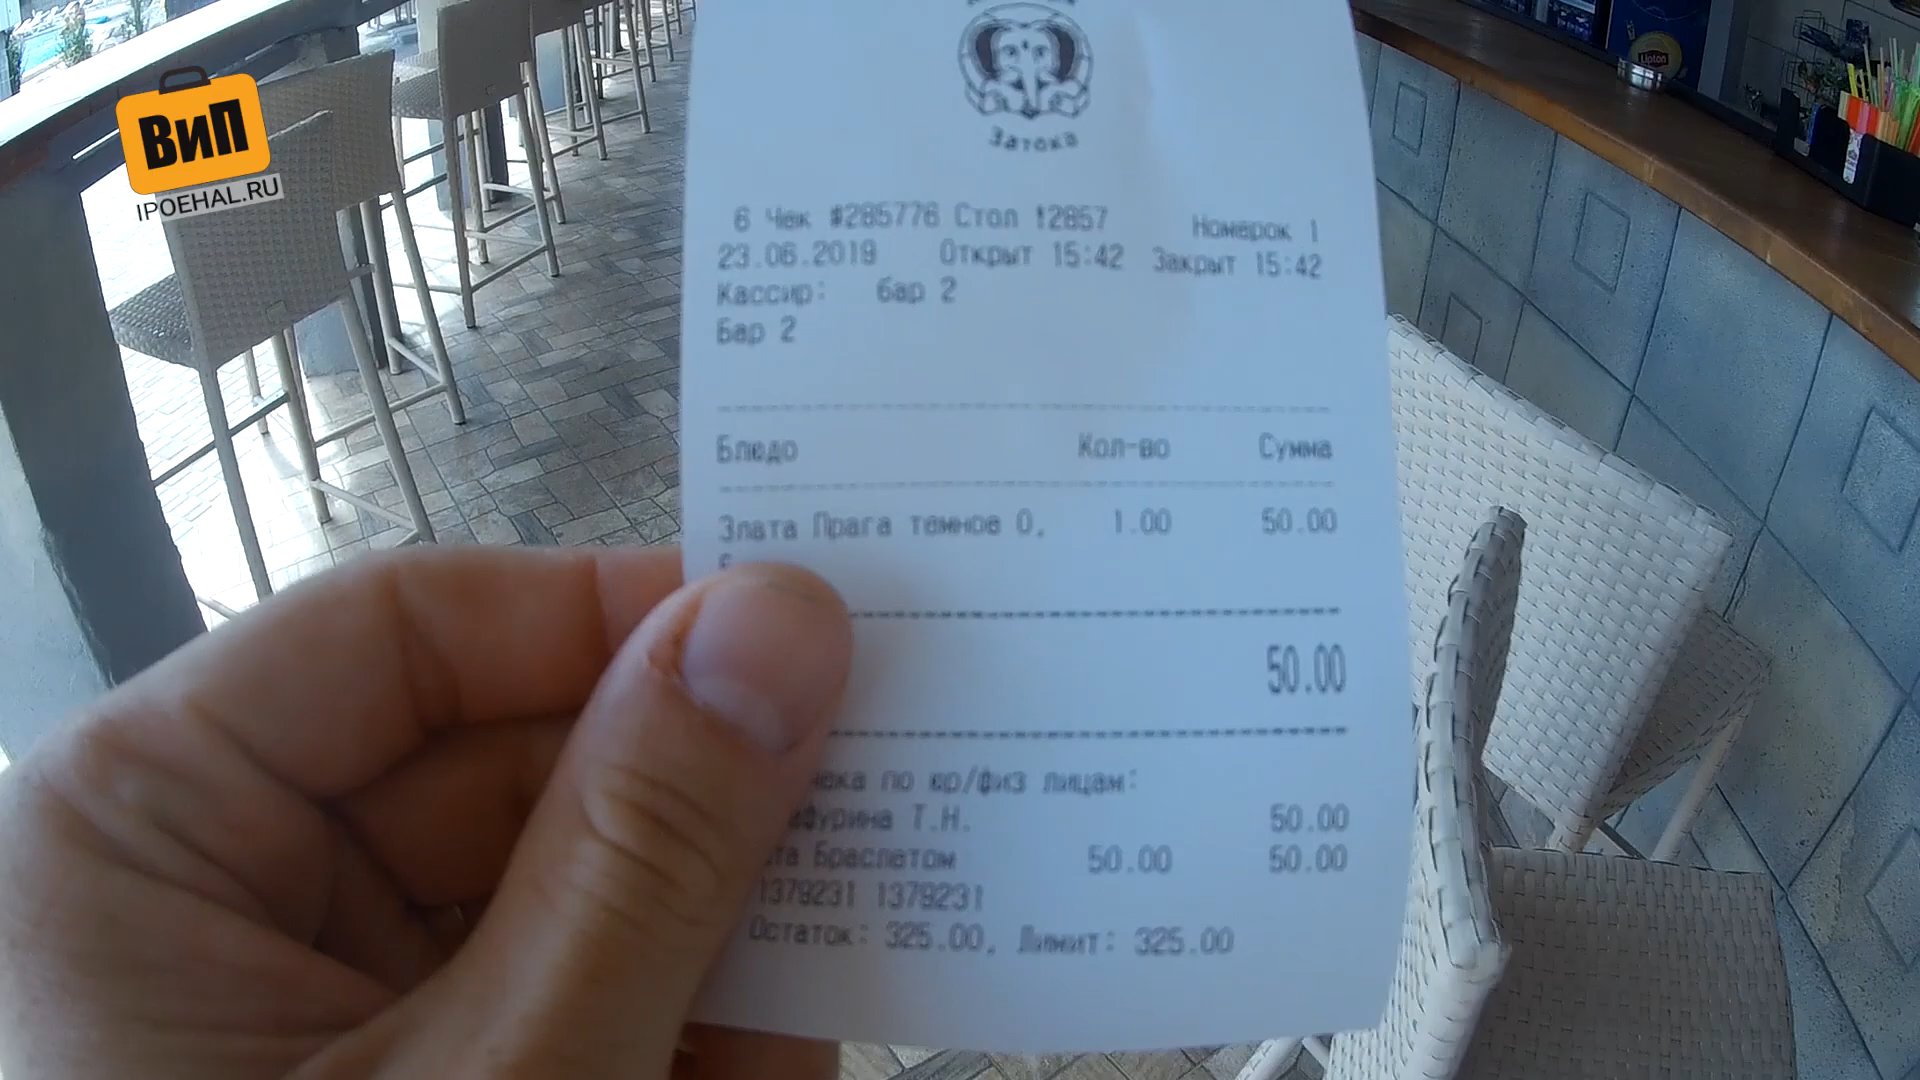 ВиП
IPOEHAL.RU
Lipton
Затока
6 Чек #285776 Стол 12857 Номерок 1
23.06.2019 Открыт 15:42 Закрыт 15:42
Кассир: бар 2
Бар 2
Блюдо Кол-во Сумма
Злата Прага темное 0, 1.00 50.00
50.00
по юр/физ лицам:
Т.Н. 50.00
Браслетом 50.00 50.00
1379231 1379231
Остаток: 325.00, Лимит: 325.00